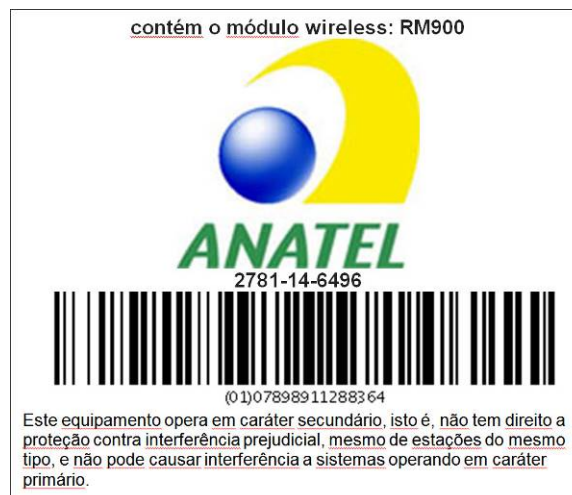 contém o módulo wireless: RM900
ANATEL
2781-14-6496
(01)07898911288364
Este equipamento opera em caráter secundário, isto é, não tem direito a
proteção contra interferência prejudicial, mesmo de estações do mesmo
tipo, e não pode causar interferência a sistemas operando em caráter
primário.